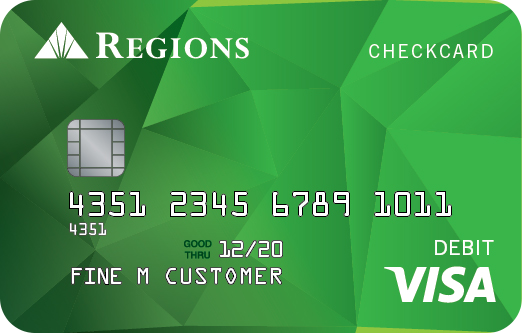 REGIONS
CHECKCARD
4351 2345 6789 1011
4351
GOOD THRU 12/20
FINE M CUSTOMER
DEBIT
VISA